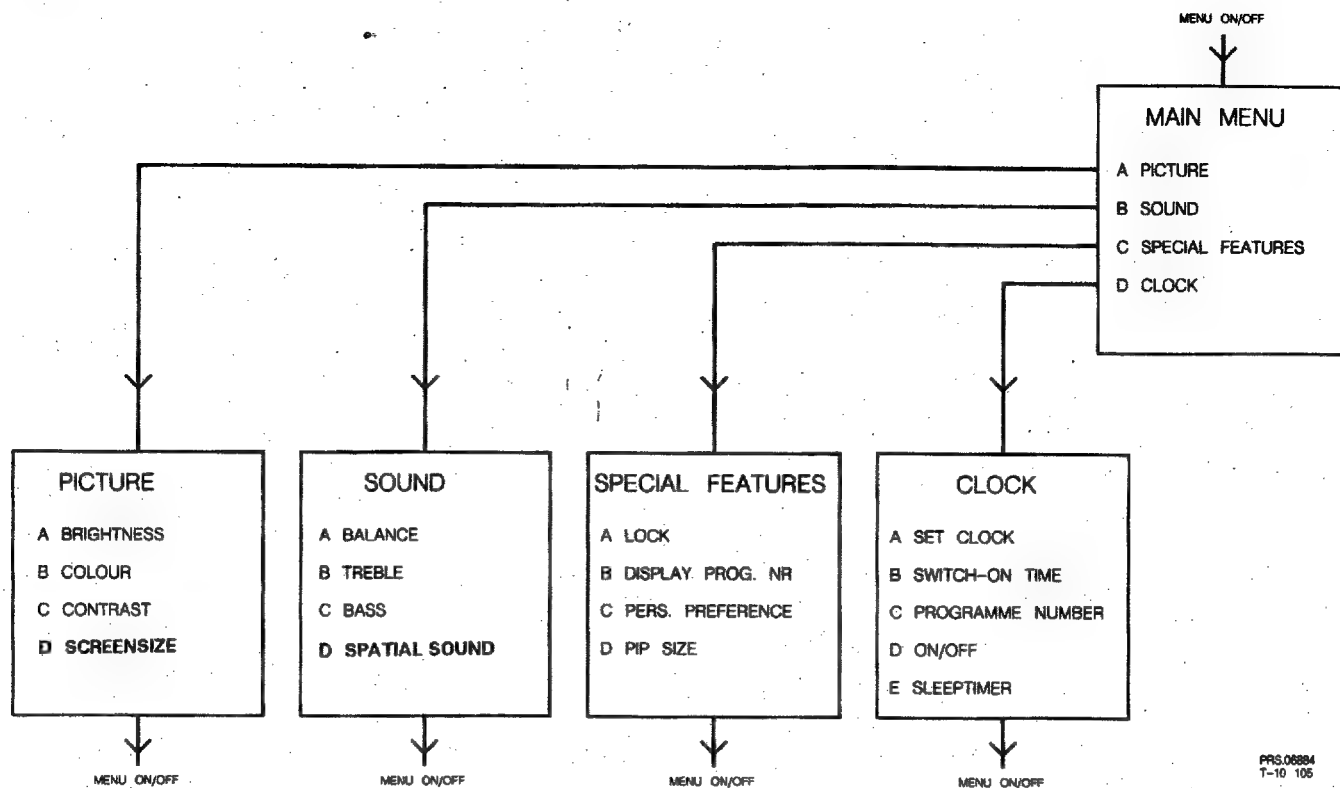 MENU ON/OFF
MAIN MENU
A PICTURE
B SOUND
C SPECIAL FEATURES
D CLOCK
PICTURE
A BRIGHTNESS
B COLOUR
C CONTRAST
D SCREENSIZE
MENU ON/OFF
SOUND
A BALANCE
B TREBLE
C BASS
D SPATIAL SOUND
MENU ON/OFF
SPECIAL FEATURES
A LOCK
B DISPLAY PROG. NR
C PERS. PREFERENCE
D PIP SIZE
MENU ON/OFF
CLOCK
A SET CLOCK
B SWITCH-ON TIME
C PROGRAMME NUMBER
D ON/OFF
E SLEEPTIMER
MENU ON/OFF
PRS.06884
T-10 105